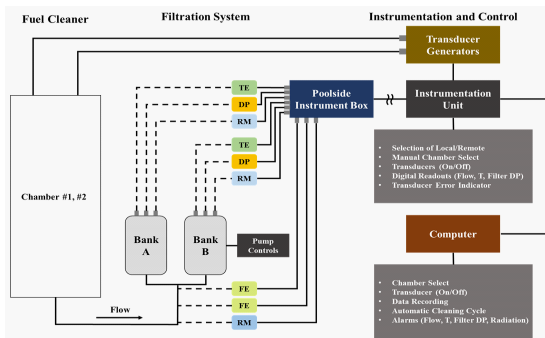 Fuel Cleaner
Filtration System
Instrumentation and Control
Transducer
Generators
TE
DP
RM
Poolside
Instrument Box
Instrumentation
Unit
TE
DP
RM
• Selection of Local/Remote
• Manual Chamber Select
• Transducers (On/Off)
• Digital Readouts (Flow, T, Filter DP)
• Transducer Error Indicator
Chamber #1, #2
Bank
A
Bank
B
Pump
Controls
Computer
FE
FE
RM
Flow
• Chamber Select
• Transducer (On/Off)
• Data Recording
• Automatic Cleaning Cycle
• Alarms (Flow, T, Filter DP, Radiation)